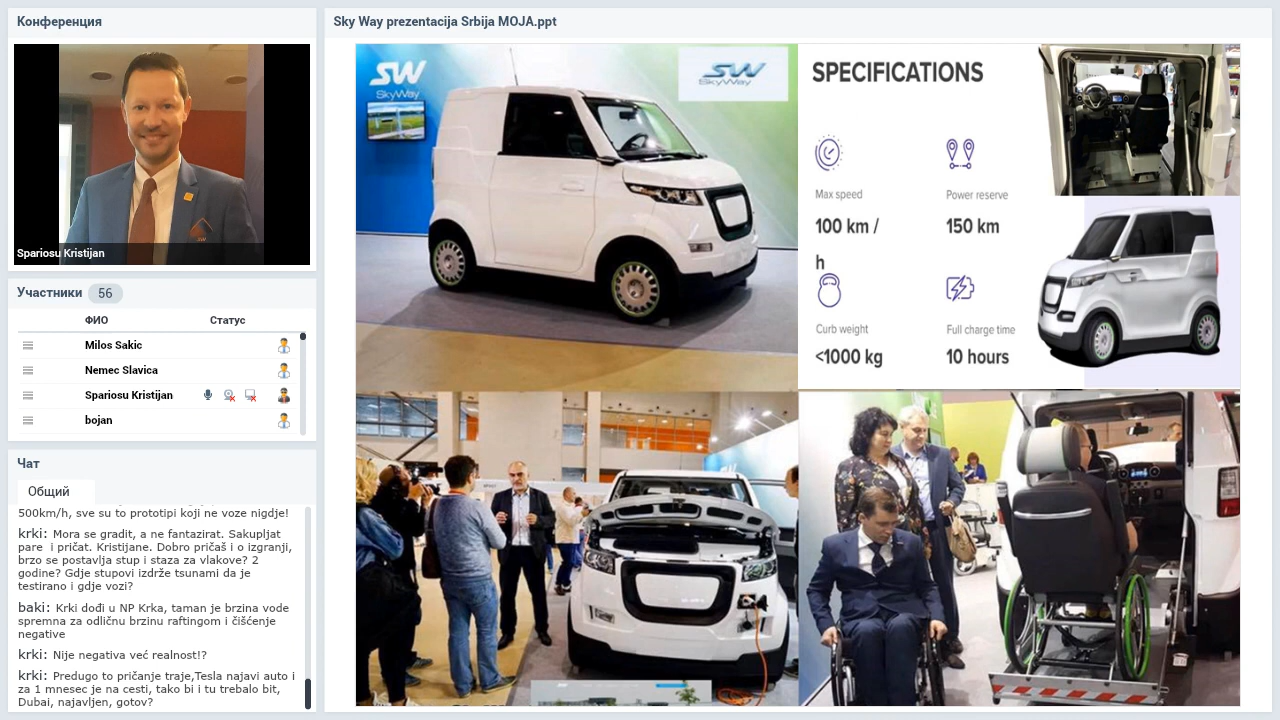 Конференция
Spariosu Kristijan
Участники 56
ФИО Статус
Milos Sakic
Nemec Slavica
Spariosu Kristijan
bojan
Чат
Общий
500km/h, sve su to prototipi koji ne voze nigdje!
krki: Mora se gradit, a ne fantazirat. Sakupljat
pare i pričat. Kristijane. Dobro pričaš i o izgranji,
brzo se postavlja stup i staza za vlakove? 2
godine? Gdje stupovi izdrže tsunami da je
testirano i gdje vozi?
baki: Krki dođi u NP Krka, taman je brzina vode
spremna za odličnu brzinu raftingom i čišćenje
negative
krki: Nije negativa već realnost!?
krki: Predugo to pričanje traje,Tesla najavi auto i
za 1 mnesec je na cesti, tako bi i tu trubalo bit,
Dubai, najavljen, gotov?
Sky Way prezentacija Srbija MOJA.ppt
SW
SkyWay
SW
SkyWay
SPECIFICATIONS
Max speed
100 km /
h
Power reserve
150 km
Curb weight
<1000 kg
Full charge time
10 hours